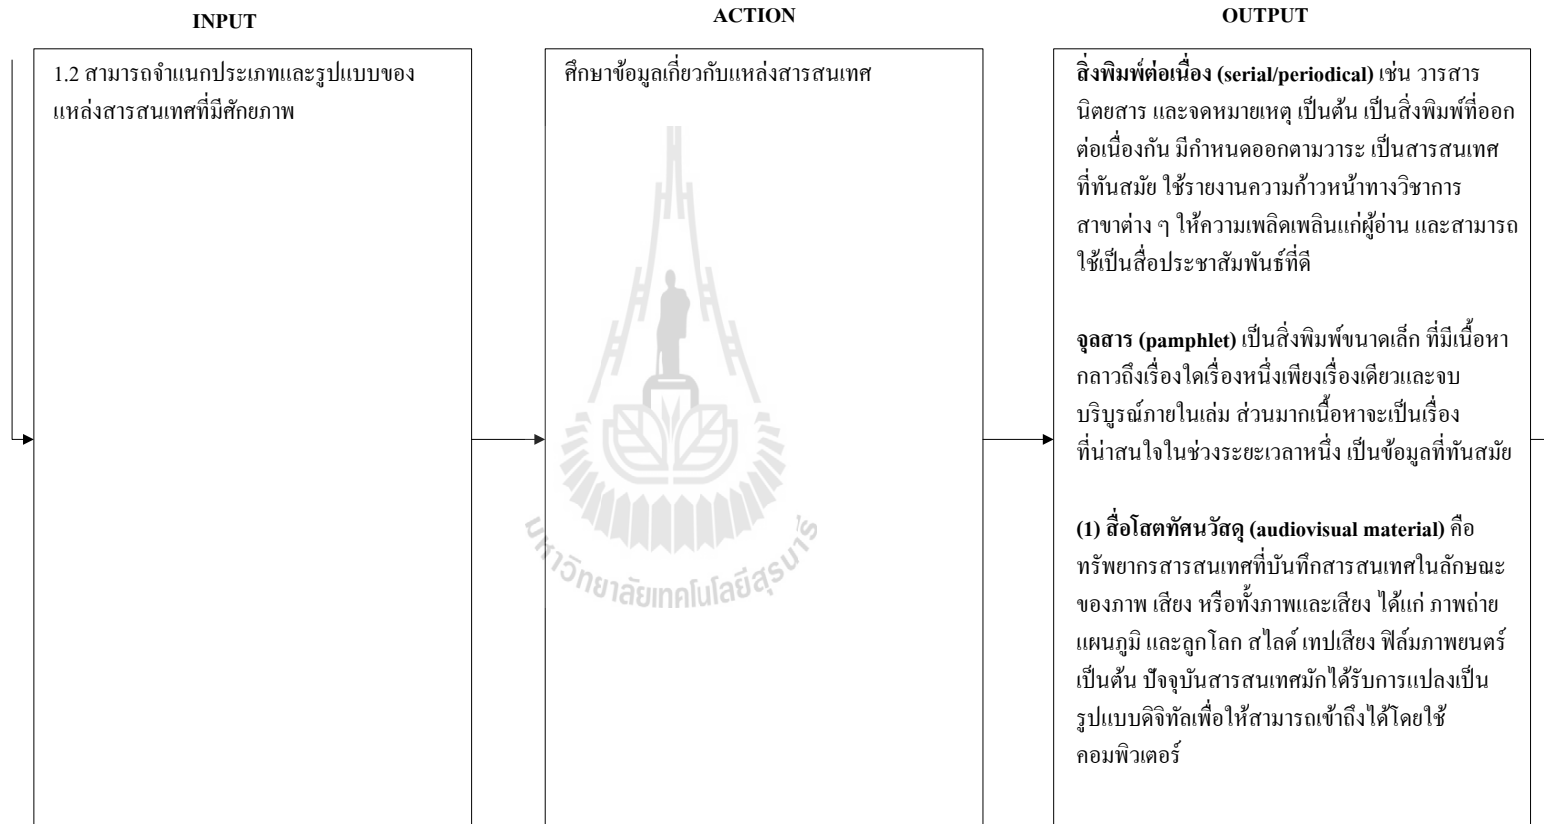 INPUT
ACTION
OUTPUT
1.2 สามารถจำแนกประเภทและรูปแบบของ
แหล่งสารสนเทศที่มีศักยภาพ
ศึกษาข้อมูลเกี่ยวกับแหล่งสารสนเทศ
สิ่งพิมพ์ต่อเนื่อง (serial/periodical) เช่น วารสาร
นิตยสาร และจดหมายเหตุ เป็นต้น เป็นสิ่งพิมพ์ที่ออก
ต่อเนื่องกัน มีกำหนดออกตามวาระ เป็นสารสนเทศ
ที่ทันสมัย ใช้รายงานความก้าวหน้าทางวิชาการ
สาขาต่าง ๆ ให้ความเพลิดเพลินแก่ผู้อ่าน และสามารถ
ใช้เป็นสื่อประชาสัมพันธ์ที่ดี
จุลสาร (pamphlet) เป็นสิ่งพิมพ์ขนาดเล็ก ที่มีเนื้อหา
กลาวถึงเรื่องใดเรื่องหนึ่งเพียงเรื่องเดียวและจบ
บริบูรณ์ภายในเล่ม ส่วนมากเนื้อหาจะเป็นเรื่อง
ที่น่าสนใจในช่วงระยะเวลาหนึ่ง เป็นข้อมูลที่ทันสมัย
(1) สื่อโสตทัศนวัสดุ (audiovisual material) คือ
ทรัพยากรสารสนเทศที่บันทึกสารสนเทศในลักษณะ
ของภาพ เสียง หรือทั้งภาพและเสียง ได้แก่ ภาพถ่าย
แผนภูมิ และลูกโลก สไลด์ เทปเสียง ฟิล์มภาพยนตร์
เป็นต้น ปัจจุบันสารสนเทศมักได้รับการแปลงเป็น
รูปแบบดิจิทัลเพื่อให้สามารถเข้าถึงได้โดยใช้
คอมพิวเตอร์
มหาวิทยาลัยเทคโนโลยีสุรนารี